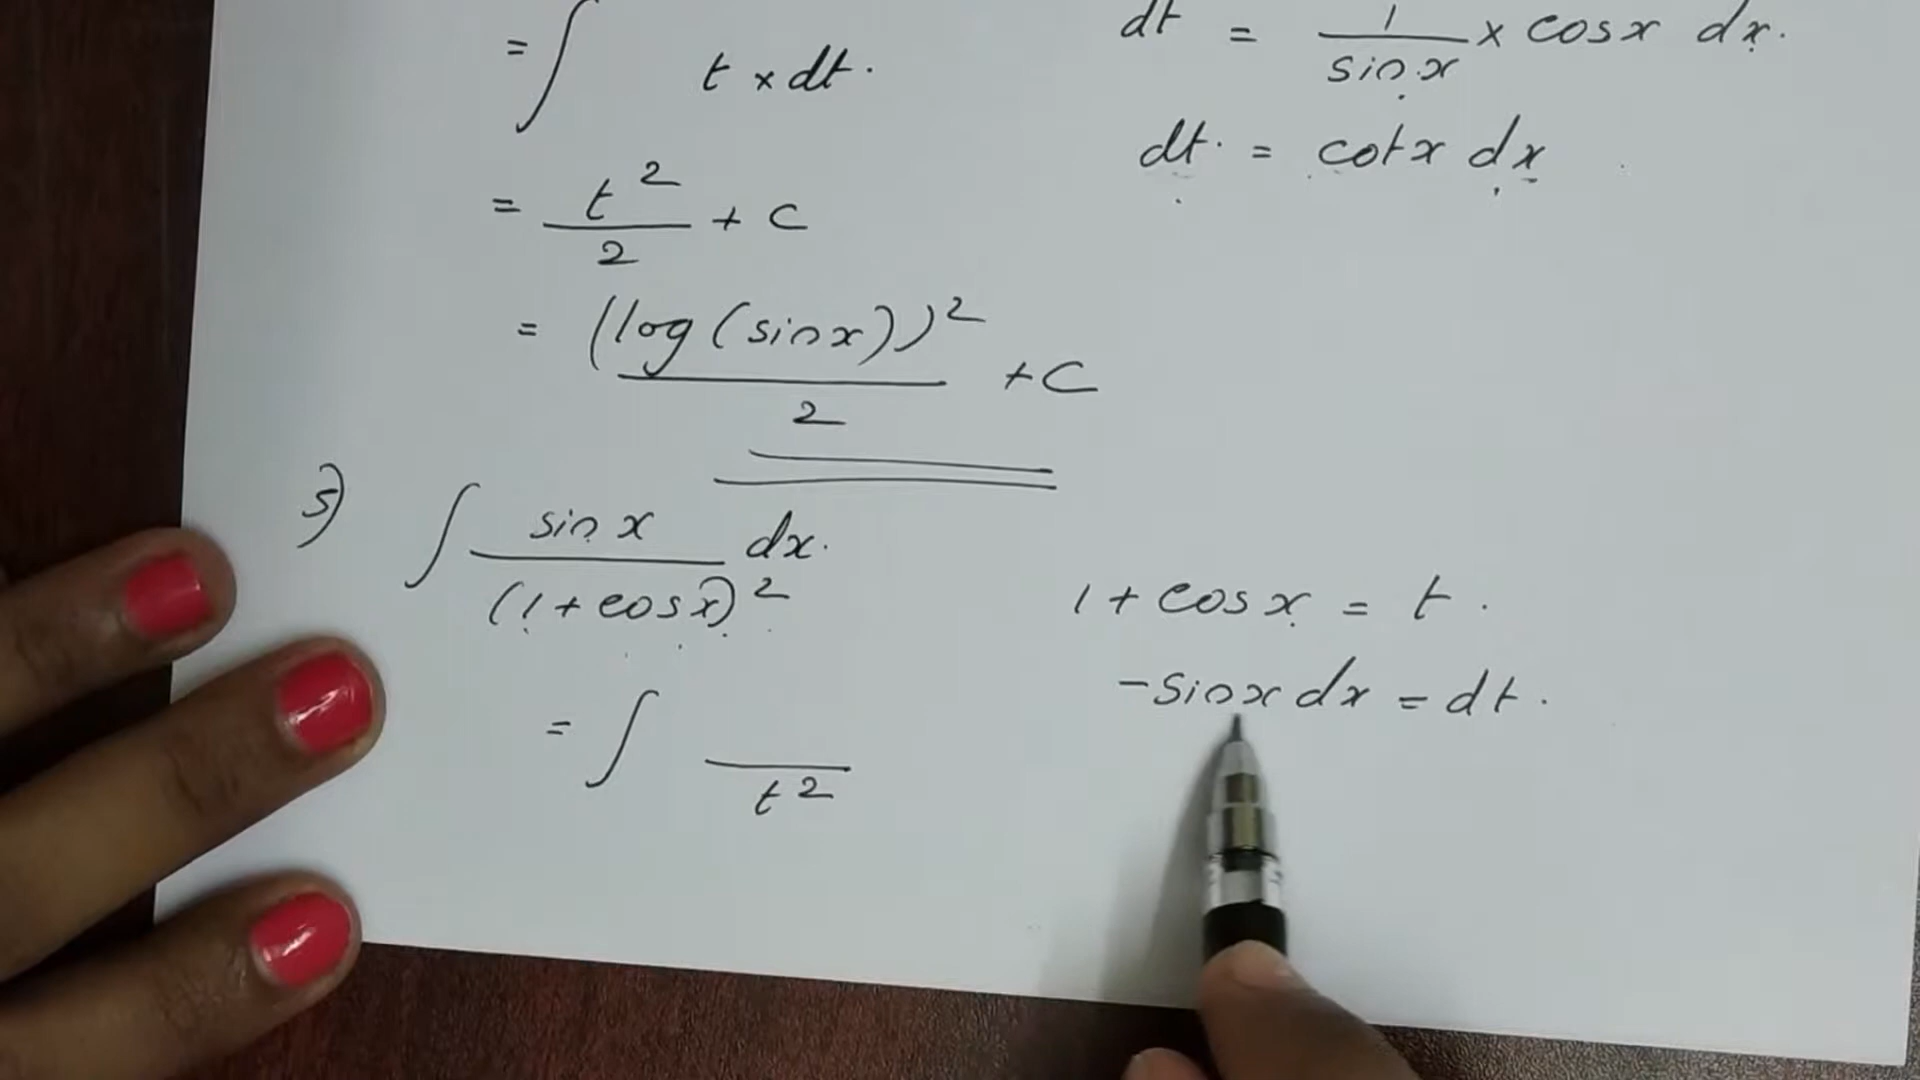 = ∫ t × dt.
dt = 1/sin x × cos x dx.
dt. = cot x dx
= t²/2 + C
= (log (sin x))²/2 + C
5) ∫ sin x/(1 + cos x)² dx.
1 + cos x = t.
- sin x dx = dt.
= ∫ /t²